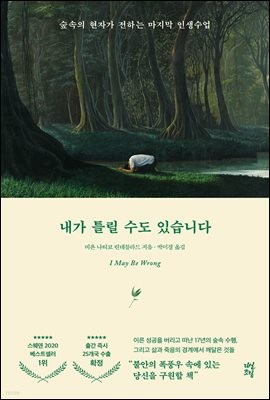 숲속의 현자가 전하는 마지막 인생수업
내가 틀릴 수도 있습니다
비욘 나티코 린데블라드 지음 · 박미경 옮김
I May Be Wrong
★★★★★
스웨덴 2020
베스트셀러
1위
★★★★★
출간 즉시
25개국 수출
확정
이른 성공을 버리고 떠난 17년의 숲속 수행,
그리고 삶과 죽음의 경계에서 깨달은 것들
“불안의 폭풍우 속에 있는
당신을 구원할 책”
다산
초당